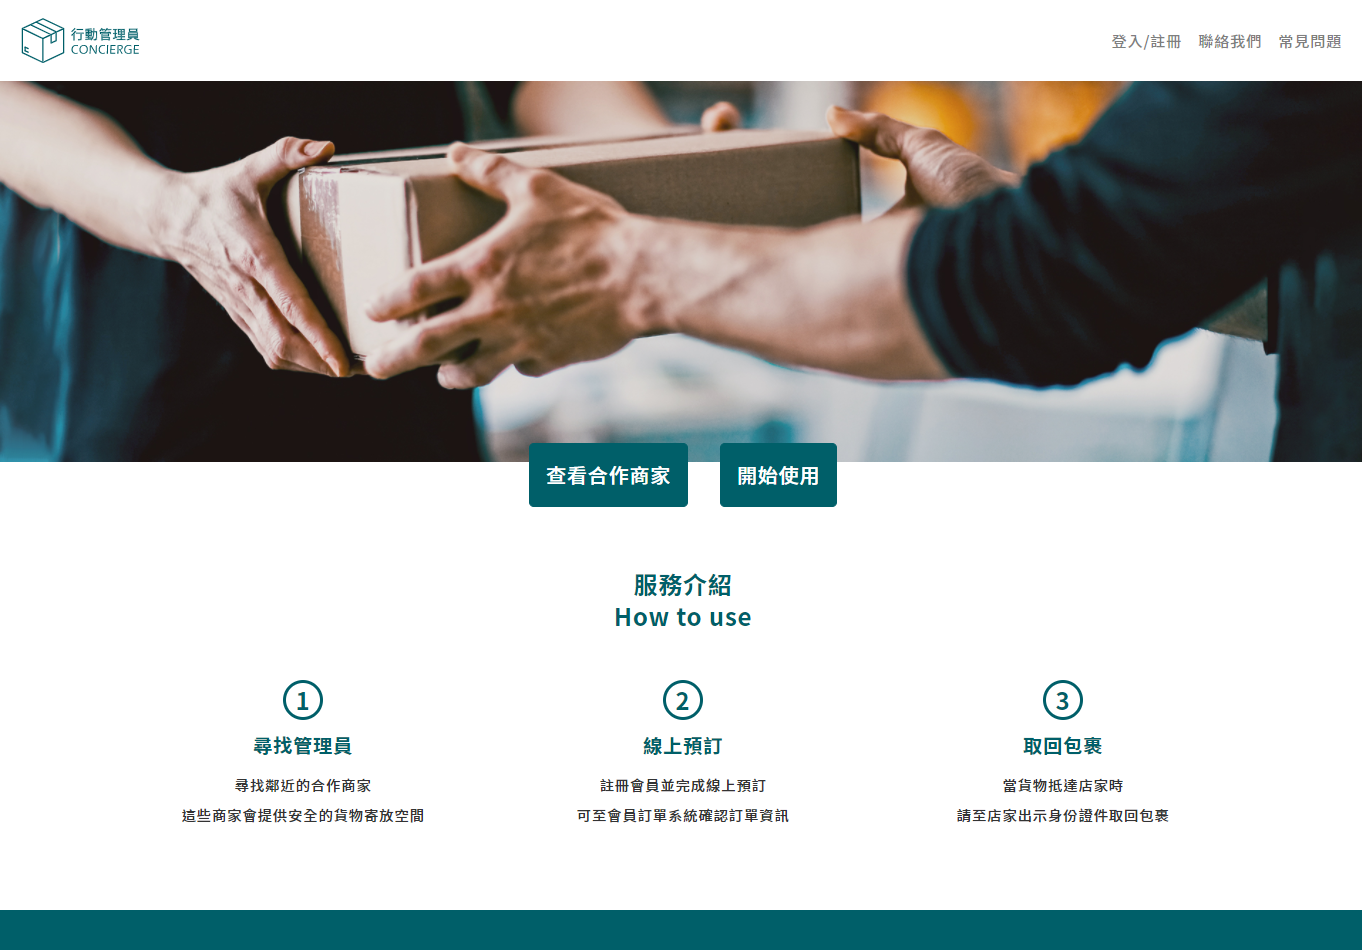 行動管理員
CONCIERGE
登入/註冊 聯絡我們 常見問題
查看合作商家 開始使用
服務介紹
How to use
1 2 3
尋找管理員 線上預訂 取回包裹
尋找鄰近的合作商家 註冊會員並完成線上預訂 當貨物抵達店家時
這些商家會提供安全的貨物寄放空間 可至會員訂單系統確認訂單資訊 請至店家出示身份證件取回包裹